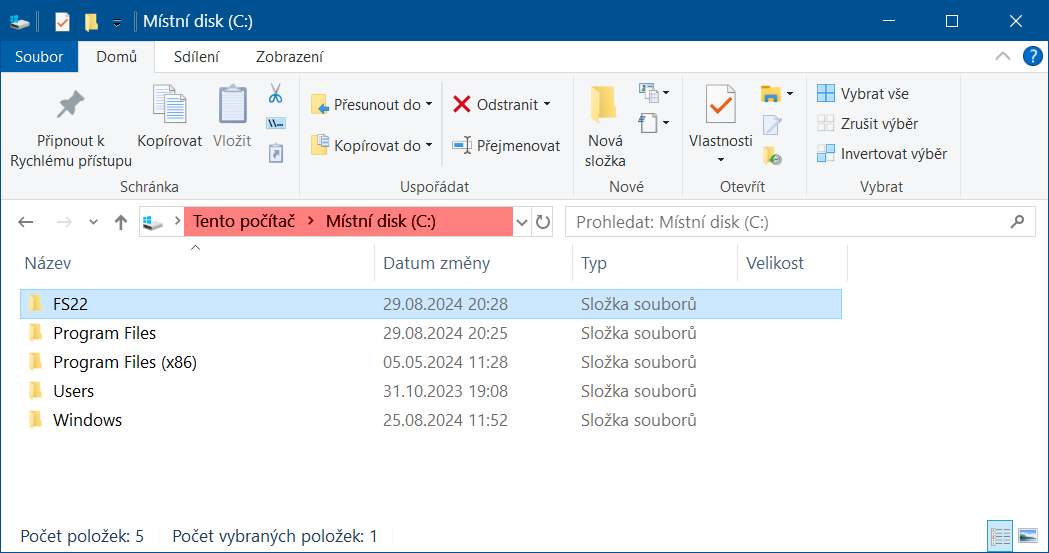 Místní disk (C:)
Soubor Domů Sdílení Zobrazení
Připnout k
Rychlému přístupu
Kopírovat
Vložit
Schránka
Přesunout do
Kopírovat do
Odstranit
Přejmenovat
Uspořádat
Nová
složka
Nové
Vlastnosti
Otevřít
Vybrat vše
Zrušit výběr
Invertovat výběr
Vybrat
Tento počítač Místní disk (C:)
Prohledat: Místní disk (C:)
Název Datum změny Typ Velikost
FS22 29.08.2024 20:28 Složka souborů
Program Files 29.08.2024 20:25 Složka souborů
Program Files (x86) 05.05.2024 11:28 Složka souborů
Users 31.10.2023 19:08 Složka souborů
Windows 25.08.2024 11:52 Složka souborů
Počet položek: 5 Počet vybraných položek: 1